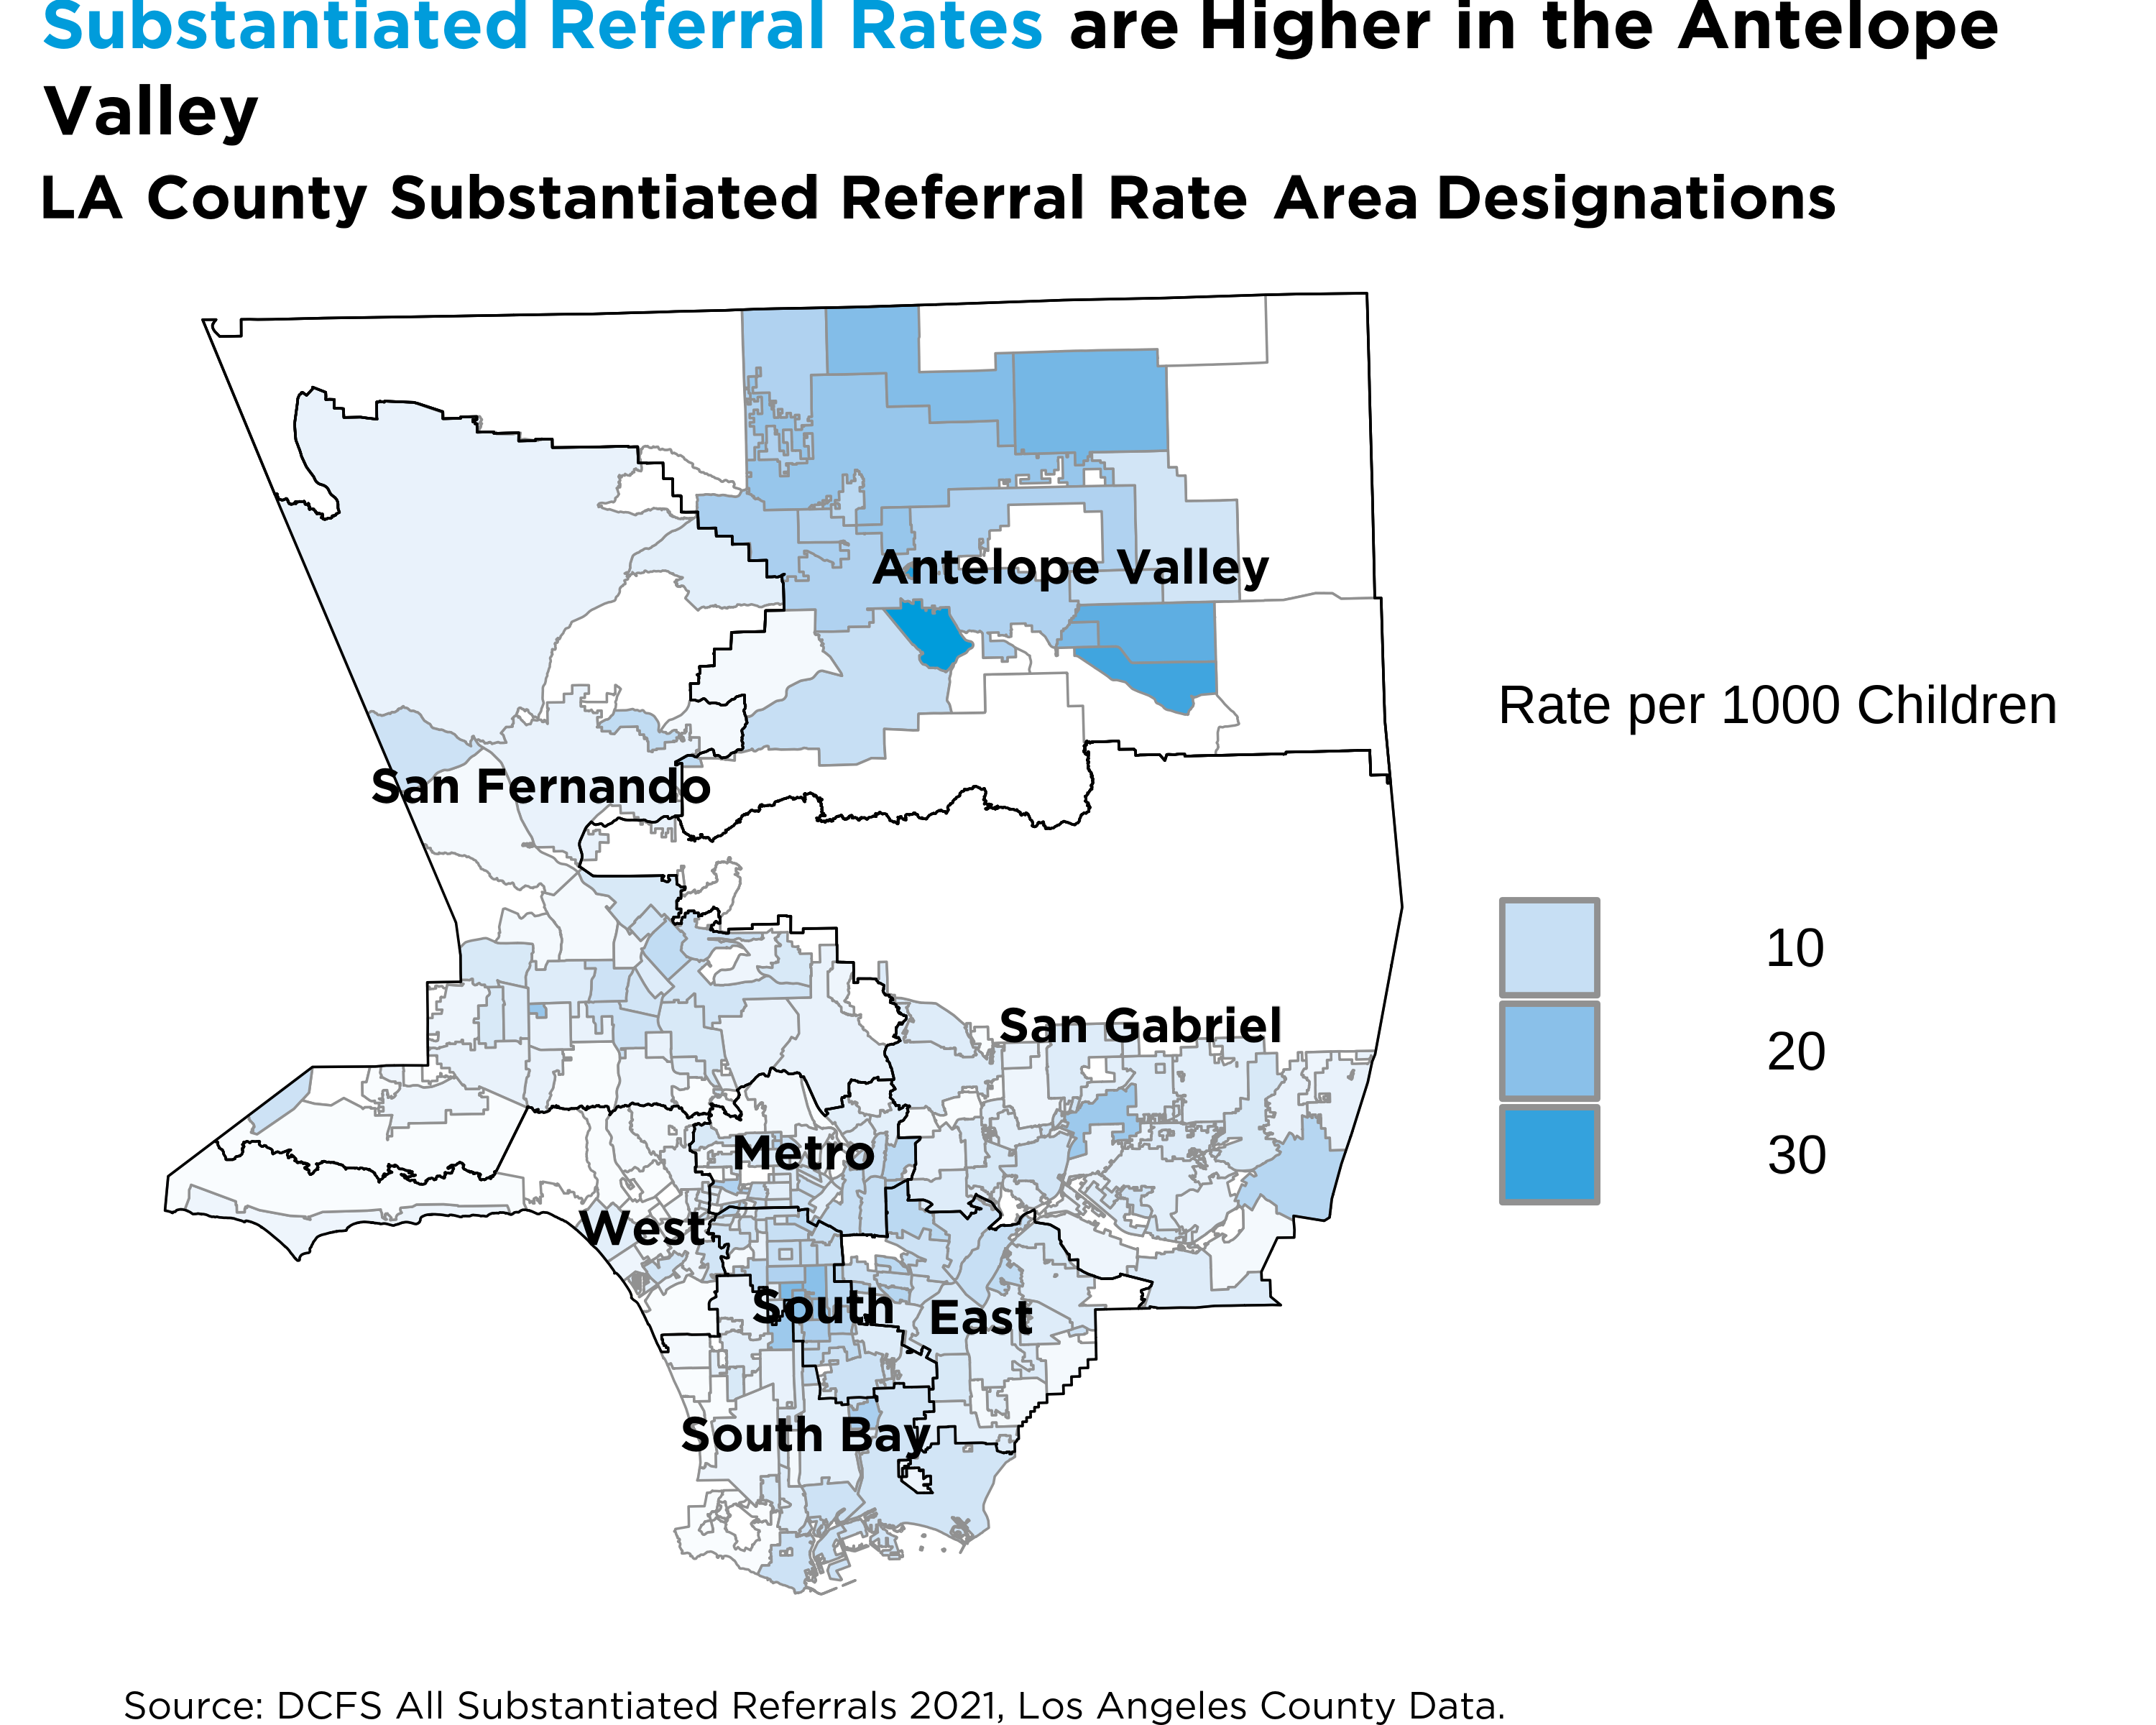 Substantiated Referral Rates are Higher in the Antelope
Valley
LA County Substantiated Referral Rate Area Designations
Antelope Valley
Rate per 1000 Children
San Fernando
10
San Gabriel
20
Metro
30
West
South
East
South Bay
Source: DCFS All Substantiated Referrals 2021, Los Angeles County Data.